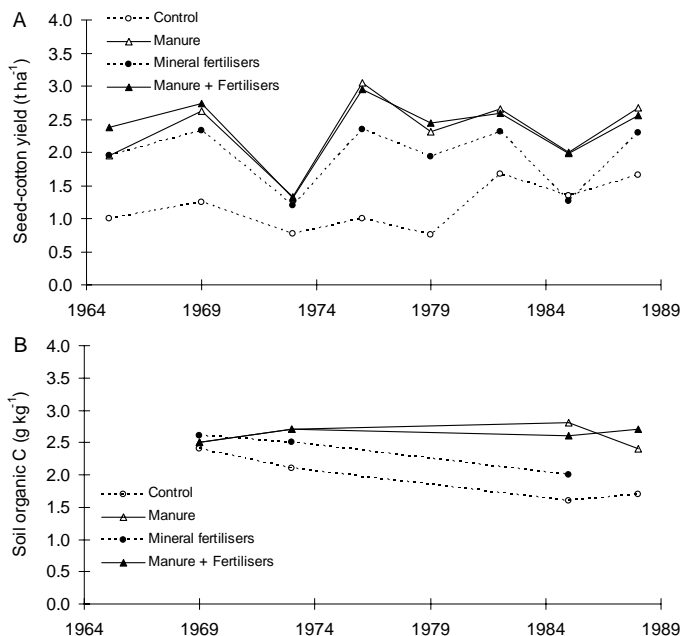 A
Seed-cotton yield (t ha-1)
4.0
3.5
3.0
2.5
2.0
1.5
1.0
0.5
0.0
Control
Manure
Mineral fertilisers
Manure + Fertilisers
1964 1969 1974 1979 1984 1989
B
Soil organic C (g kg-1)
4.0
3.5
3.0
2.5
2.0
1.5
1.0
0.5
0.0
Control
Manure
Mineral fertilisers
Manure + Fertilisers
1964 1969 1974 1979 1984 1989